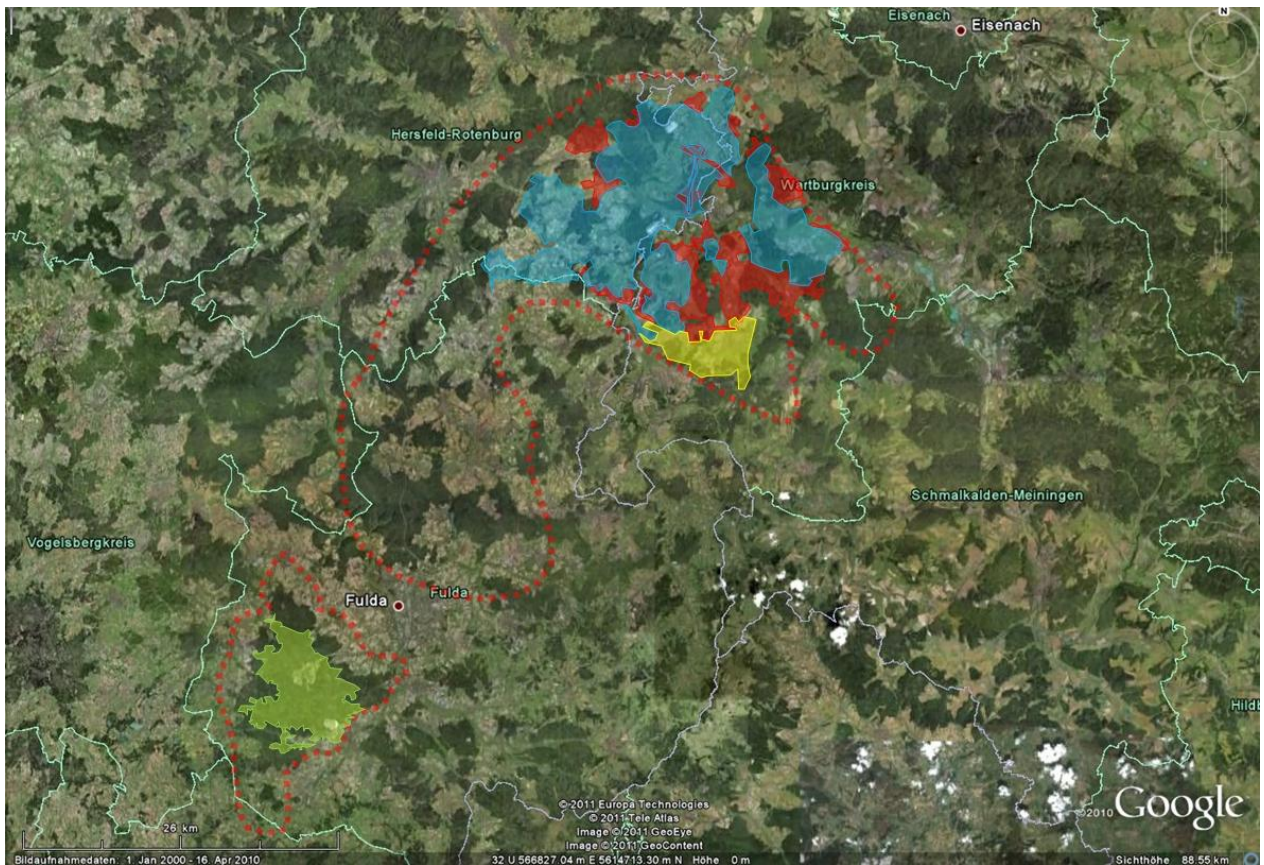 N
Eisenach
Eisenach
Hersfeld-Rotenburg
Wartburgkreis
Schmalkalden-Meiningen
Vogelsbergkreis
Fulda
Fulda
Hildb
© 2011 Europa Technologies
© 2011 Tele Atlas
Image © 2011 GeoEye
Image © 2011 GeoContent
©2010 Google
26 km
Bildaufnahmedaten: 1. Jan 2000 - 16. Apr 2010 32 U 566827.04 m E 5614713.30 m N Höhe 0 m Sichthöhe 88.55 km